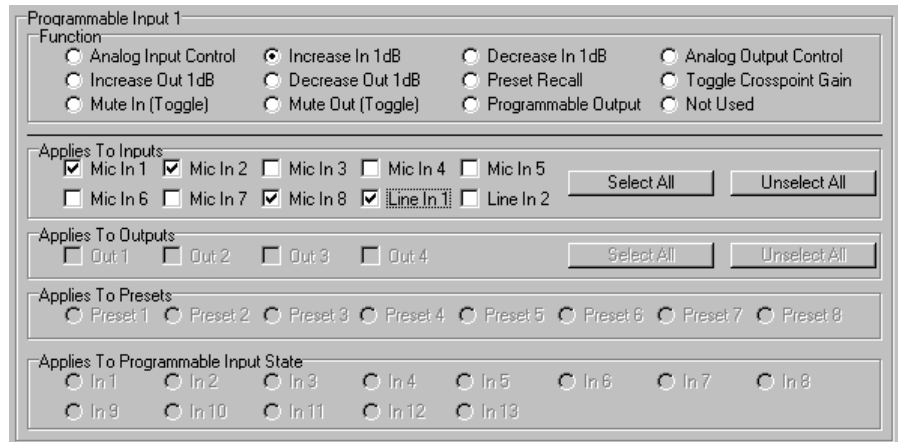 Programmable Input 1
Function
Analog Input Control Increase In 1dB Decrease In 1dB Analog Output Control
Increase Out 1dB Decrease Out 1dB Preset Recall Toggle Crosspoint Gain
Mute In (Toggle) Mute Out (Toggle) Programmable Output Not Used
Applies To Inputs
Mic In 1 Mic In 2 Mic In 3 Mic In 4 Mic In 5
Select All Unselect All
Mic In 6 Mic In 7 Mic In 8 Line In 1 Line In 2
Applies To Outputs
Out 1 Out 2 Out 3 Out 4 Select All Unselect All
Applies To Presets
Preset 1 Preset 2 Preset 3 Preset 4 Preset 5 Preset 6 Preset 7 Preset 8
Applies To Programmable Input State
In 1 In 2 In 3 In 4 In 5 In 6 In 7 In 8
In 9 In 10 In 11 In 12 In 13